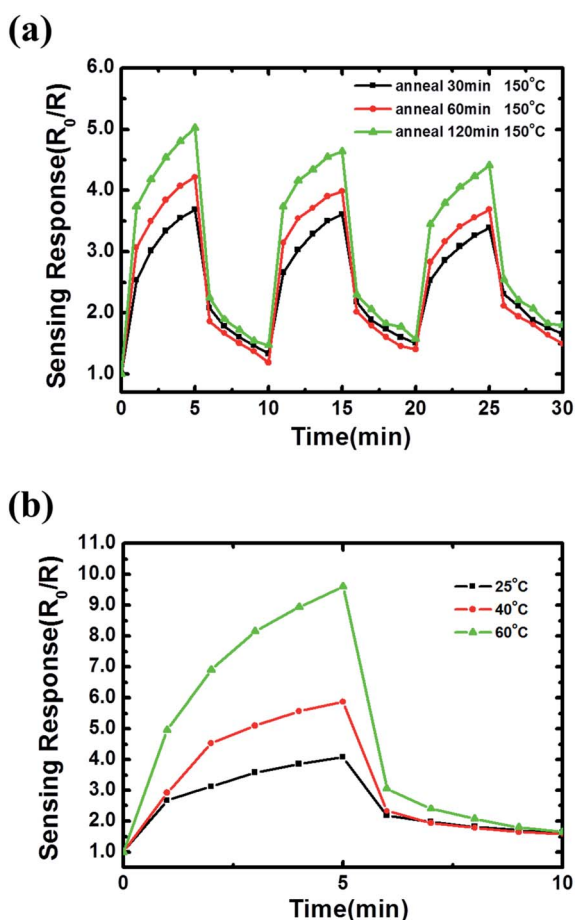 (a)
6.0
5.0
4.0
3.0
2.0
1.0
Sensing Response(R₀/R)
anneal 30min 150°C
anneal 60min 150°C
anneal 120min 150°C
0 5 10 15 20 25 30
Time(min)
(b)
11.0
10.0
9.0
8.0
7.0
6.0
5.0
4.0
3.0
2.0
1.0
Sensing Response(R₀/R)
25°C
40°C
60°C
0 5 10
Time(min)